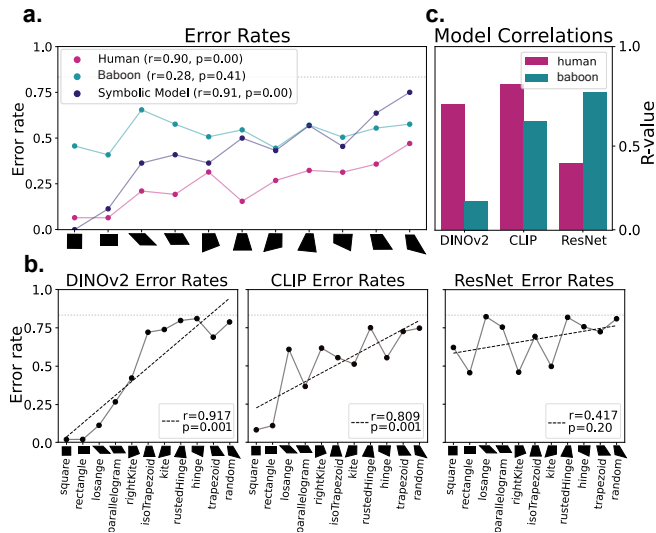 a.
Error Rates
Human (r=0.90, p=0.00)
Baboon (r=0.28, p=0.41)
Symbolic Model (r=0.91, p=0.00)
Error rate
1.0
0.75
0.5
0.25
0.0
c.
Model Correlations
human
baboon
1.0
0.0
R-value
DINOv2
CLIP
ResNet
b.
DINOv2 Error Rates
Error rate
1.0
0.75
0.5
0.25
0.0
r=0.917
p=0.001
square
rectangle
losange
parallelogram
rightKite
isoTrapezoid
kite
rustedHinge
hinge
trapezoid
random
CLIP Error Rates
r=0.809
p=0.001
square
rectangle
losange
parallelogram
rightKite
isoTrapezoid
kite
rustedHinge
hinge
trapezoid
random
ResNet Error Rates
r=0.417
p=0.20
square
rectangle
losange
parallelogram
rightKite
isoTrapezoid
kite
rustedHinge
hinge
trapezoid
random